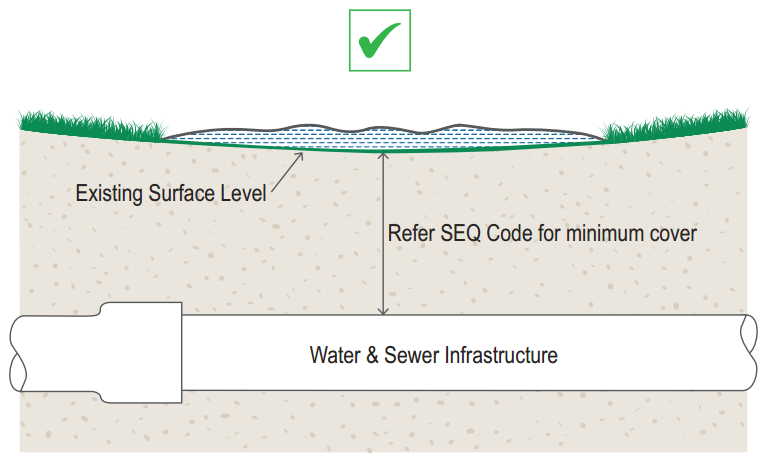 Existing Surface Level
Refer SEQ Code for minimum cover
Water & Sewer Infrastructure